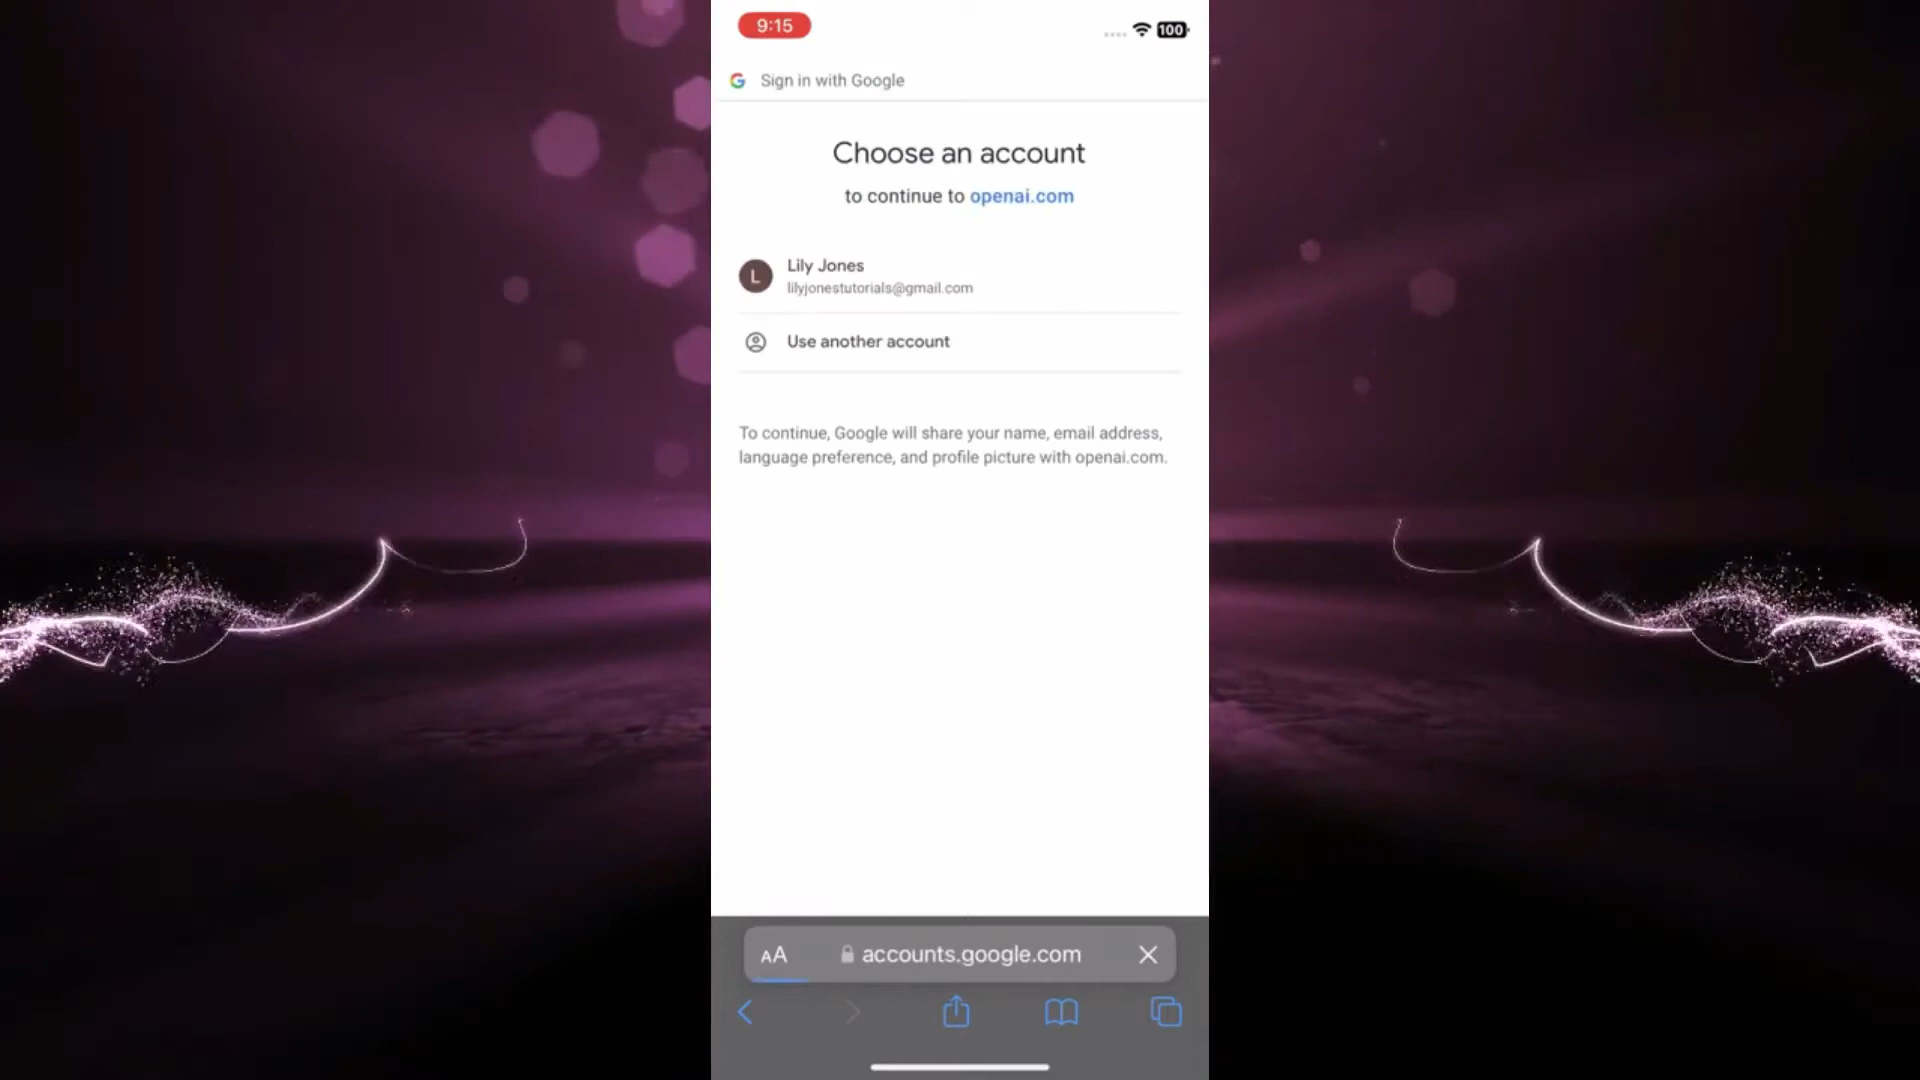 9:15
100
Sign in with Google
Choose an account
to continue to openai.com
L
Lily Jones
lilyjonestutorials@gmail.com
Use another account
To continue, Google will share your name, email address,
language preference, and profile picture with openai.com.
AA
accounts.google.com